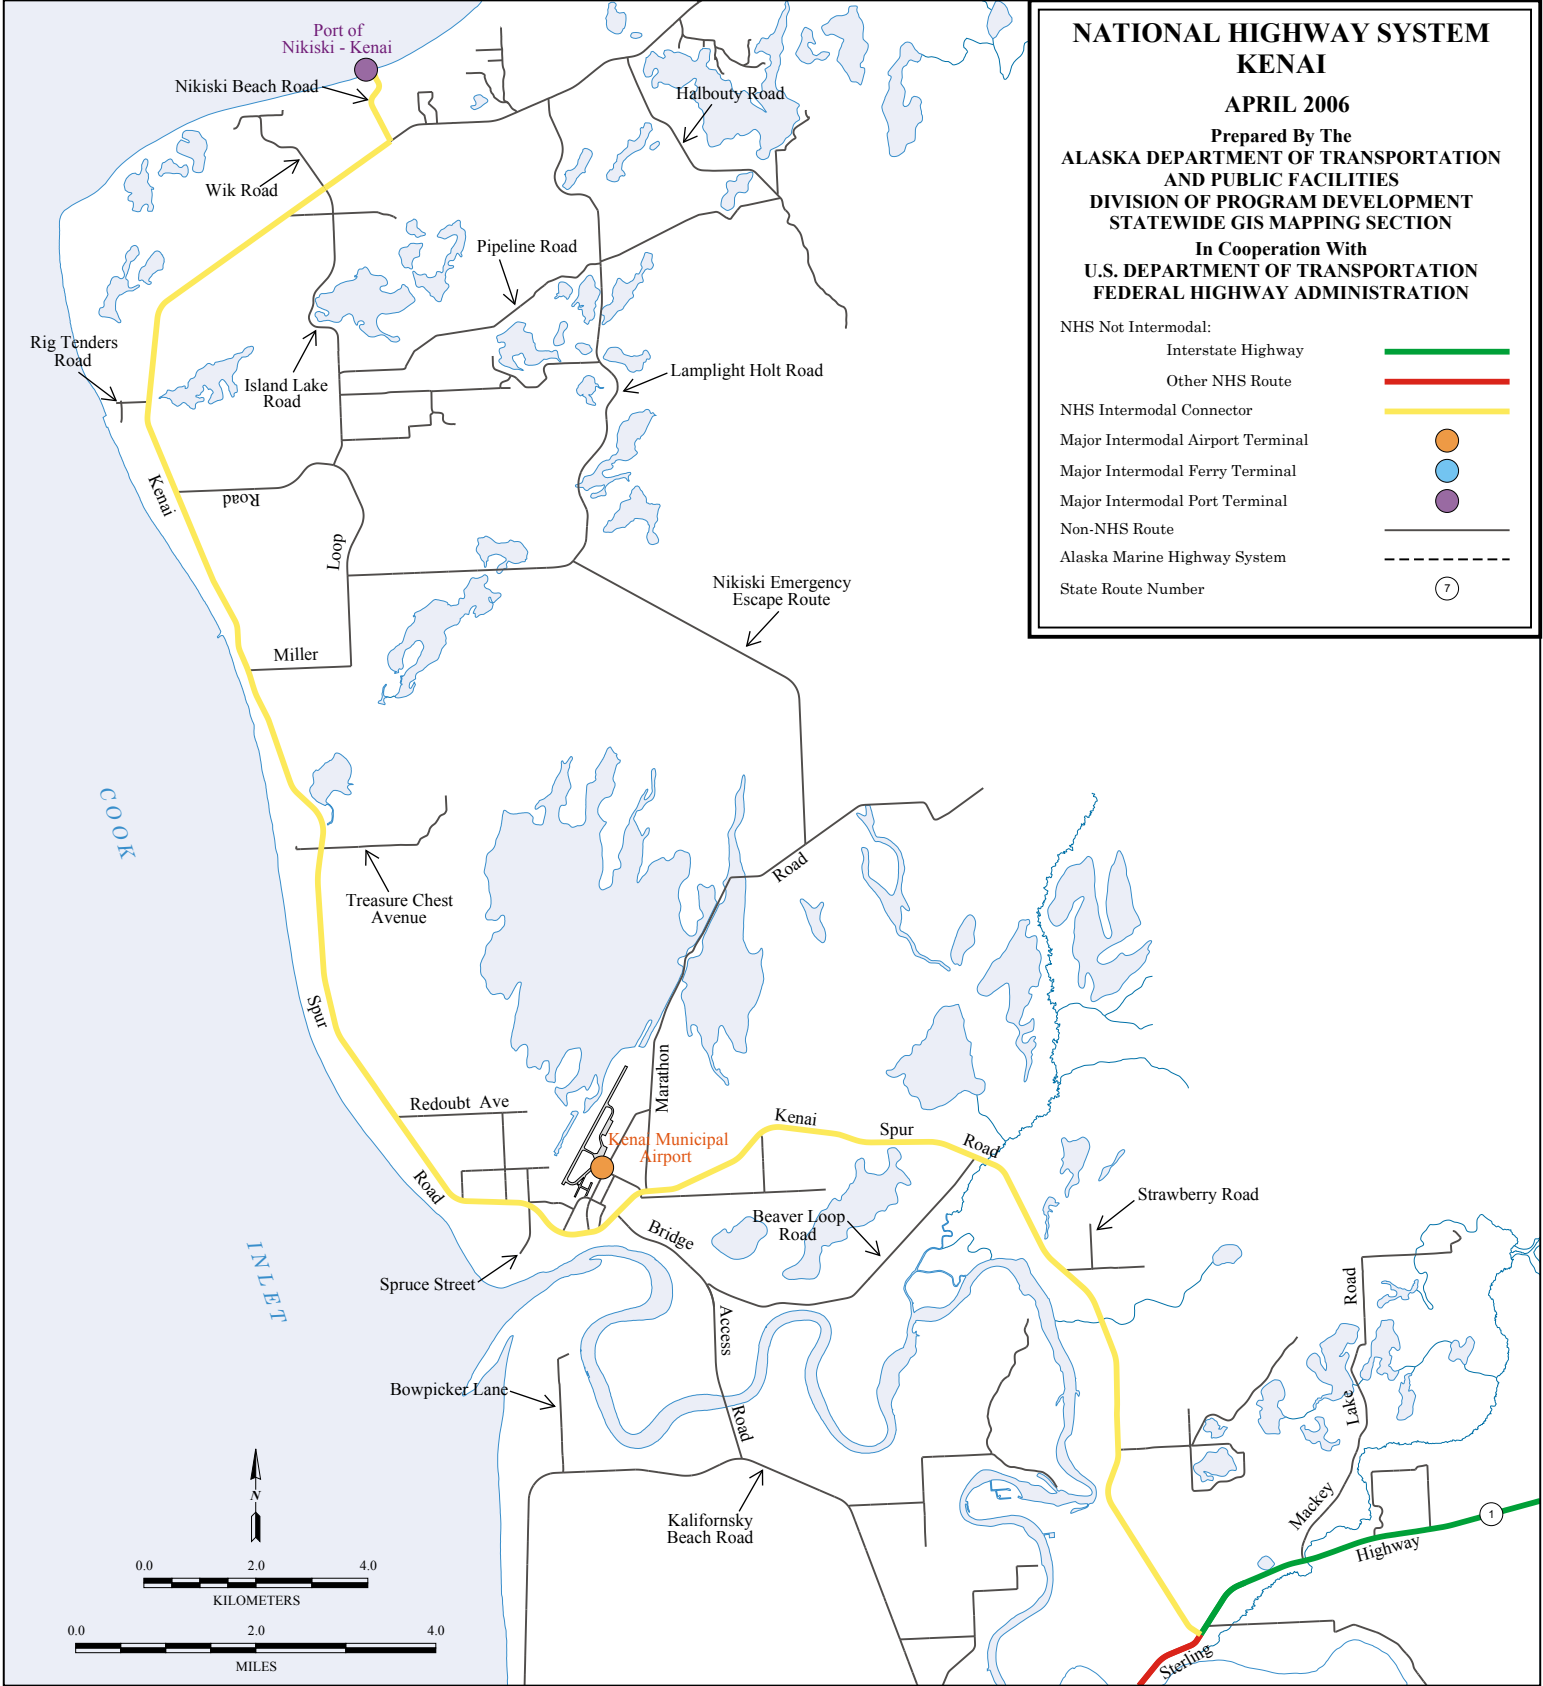 NATIONAL HIGHWAY SYSTEM
KENAI
APRIL 2006
Prepared By The
ALASKA DEPARTMENT OF TRANSPORTATION
AND PUBLIC FACILITIES
DIVISION OF PROGRAM DEVELOPMENT
STATEWIDE GIS MAPPING SECTION
In Cooperation With
U.S. DEPARTMENT OF TRANSPORTATION
FEDERAL HIGHWAY ADMINISTRATION
NHS Not Intermodal:
Interstate Highway
Other NHS Route
NHS Intermodal Connector
Major Intermodal Airport Terminal
Major Intermodal Ferry Terminal
Major Intermodal Port Terminal
Non-NHS Route
Alaska Marine Highway System
State Route Number
7
Port of
Nikiski - Kenai
Nikiski Beach Road
Halbouty Road
Wik Road
Pipeline Road
Rig Tenders
Road
Island Lake
Road
Lamplight Holt Road
Kenai
Road
Loop
Nikiski Emergency
Escape Route
Miller
COOK
Road
Treasure Chest
Avenue
Spur
Marathon
Redoubt Ave
Kenai Municipal
Airport
Kenai
Spur
Road
Road
Strawberry Road
Beaver Loop
Road
Bridge
INLET
Spruce Street
Road
Access
Bowpicker Lane
Lake
Road
Kalifornsky
Beach Road
Mackey
1
Highway
Sterling
N
0.0
2.0
4.0
KILOMETERS
0.0
2.0
4.0
MILES